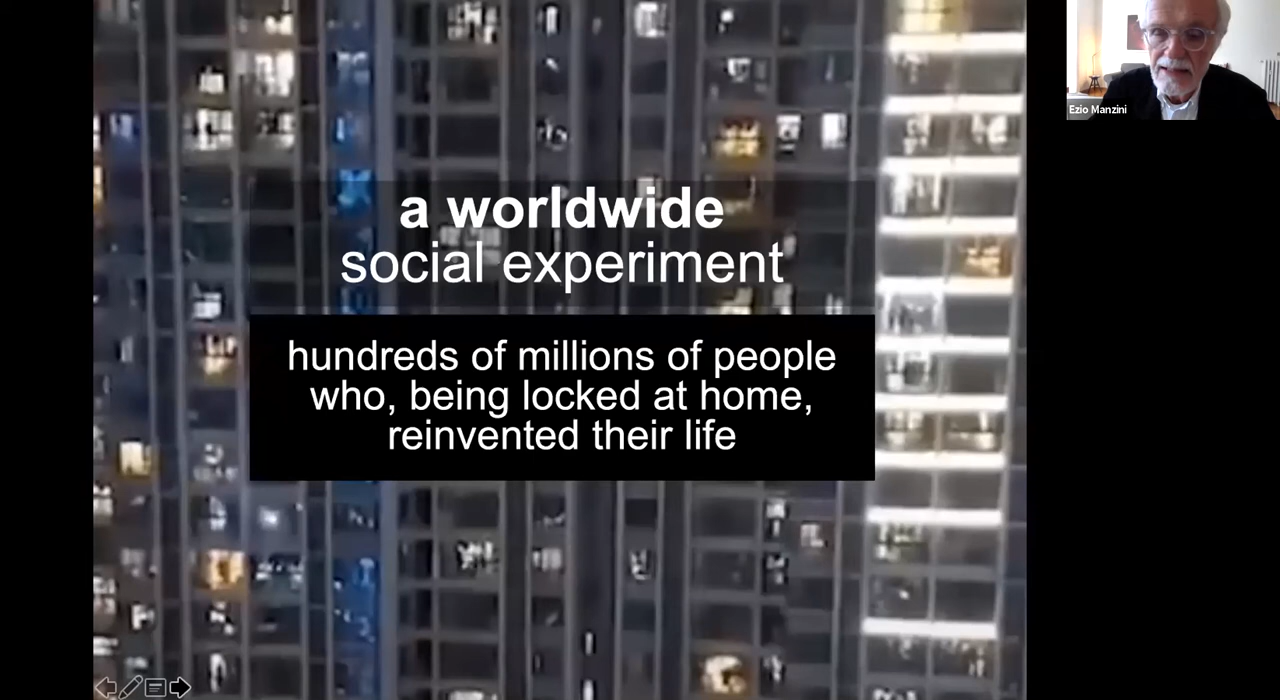 a worldwide
social experiment
hundreds of millions of people
who, being locked at home,
reinvented their life
Ezio Manzini